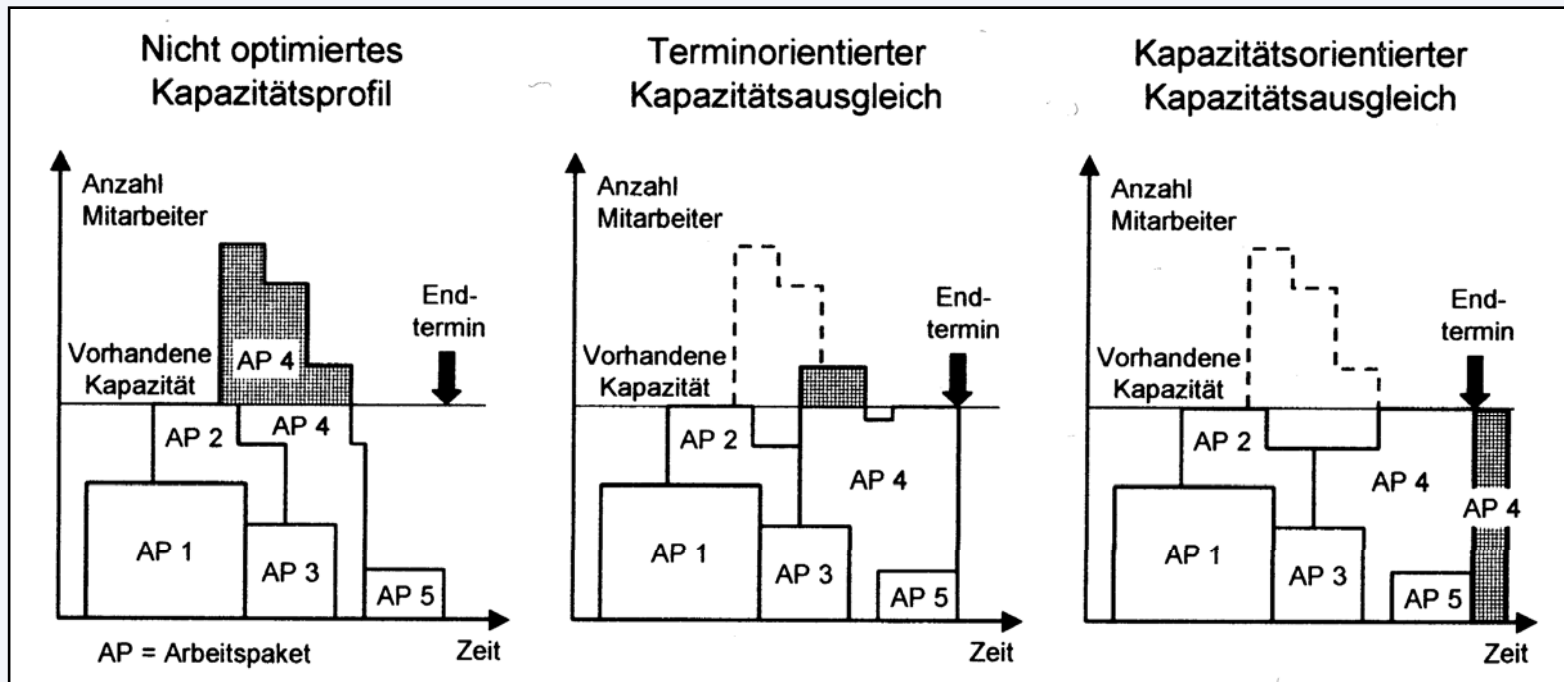 Nicht optimiertes
Kapazitätsprofil
Anzahl
Mitarbeiter
End-
termin
Vorhandene
Kapazität
AP 4
AP 4
AP 2
AP 1
AP 3
AP 5
AP = Arbeitspaket
Zeit
Terminorientierter
Kapazitätsausgleich
Anzahl
Mitarbeiter
End-
termin
Vorhandene
Kapazität
AP 2
AP 4
AP 1
AP 3
AP 5
Zeit
Kapazitätsorientierter
Kapazitätsausgleich
Anzahl
Mitarbeiter
End-
termin
Vorhandene
Kapazität
AP 2
AP 4
AP 4
AP 1
AP 3
AP 5
Zeit